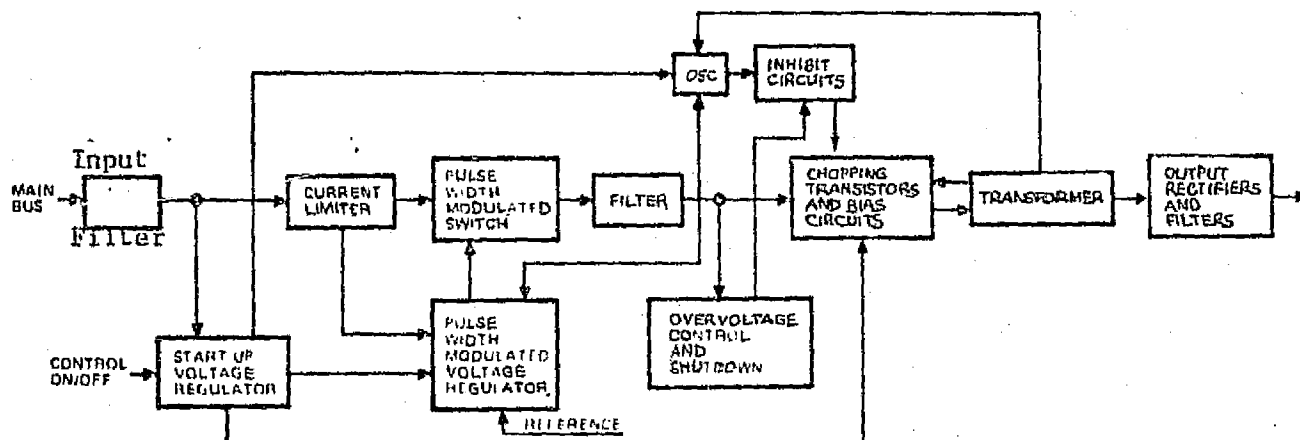 OSC
INHIBIT
CIRCUITS
MAIN
BUS
Input
Filter
CURRENT
LIMITER
PULSE
WIDTH
MODULATED
SWITCH
FILTER
CHOPPING
TRANSISTORS
AND BIAS
CIRCUITS
TRANSFORMER
OUTPUT
RECTIFIERS
AND
FILTERS
CONTROL
ON/OFF
START UP
VOLTAGE
REGULATOR
PULSE
WIDTH
MODULATED
VOLTAGE
REGULATOR
OVERVOLTAGE
CONTROL
AND
SHUTDOWN
REFERENCE